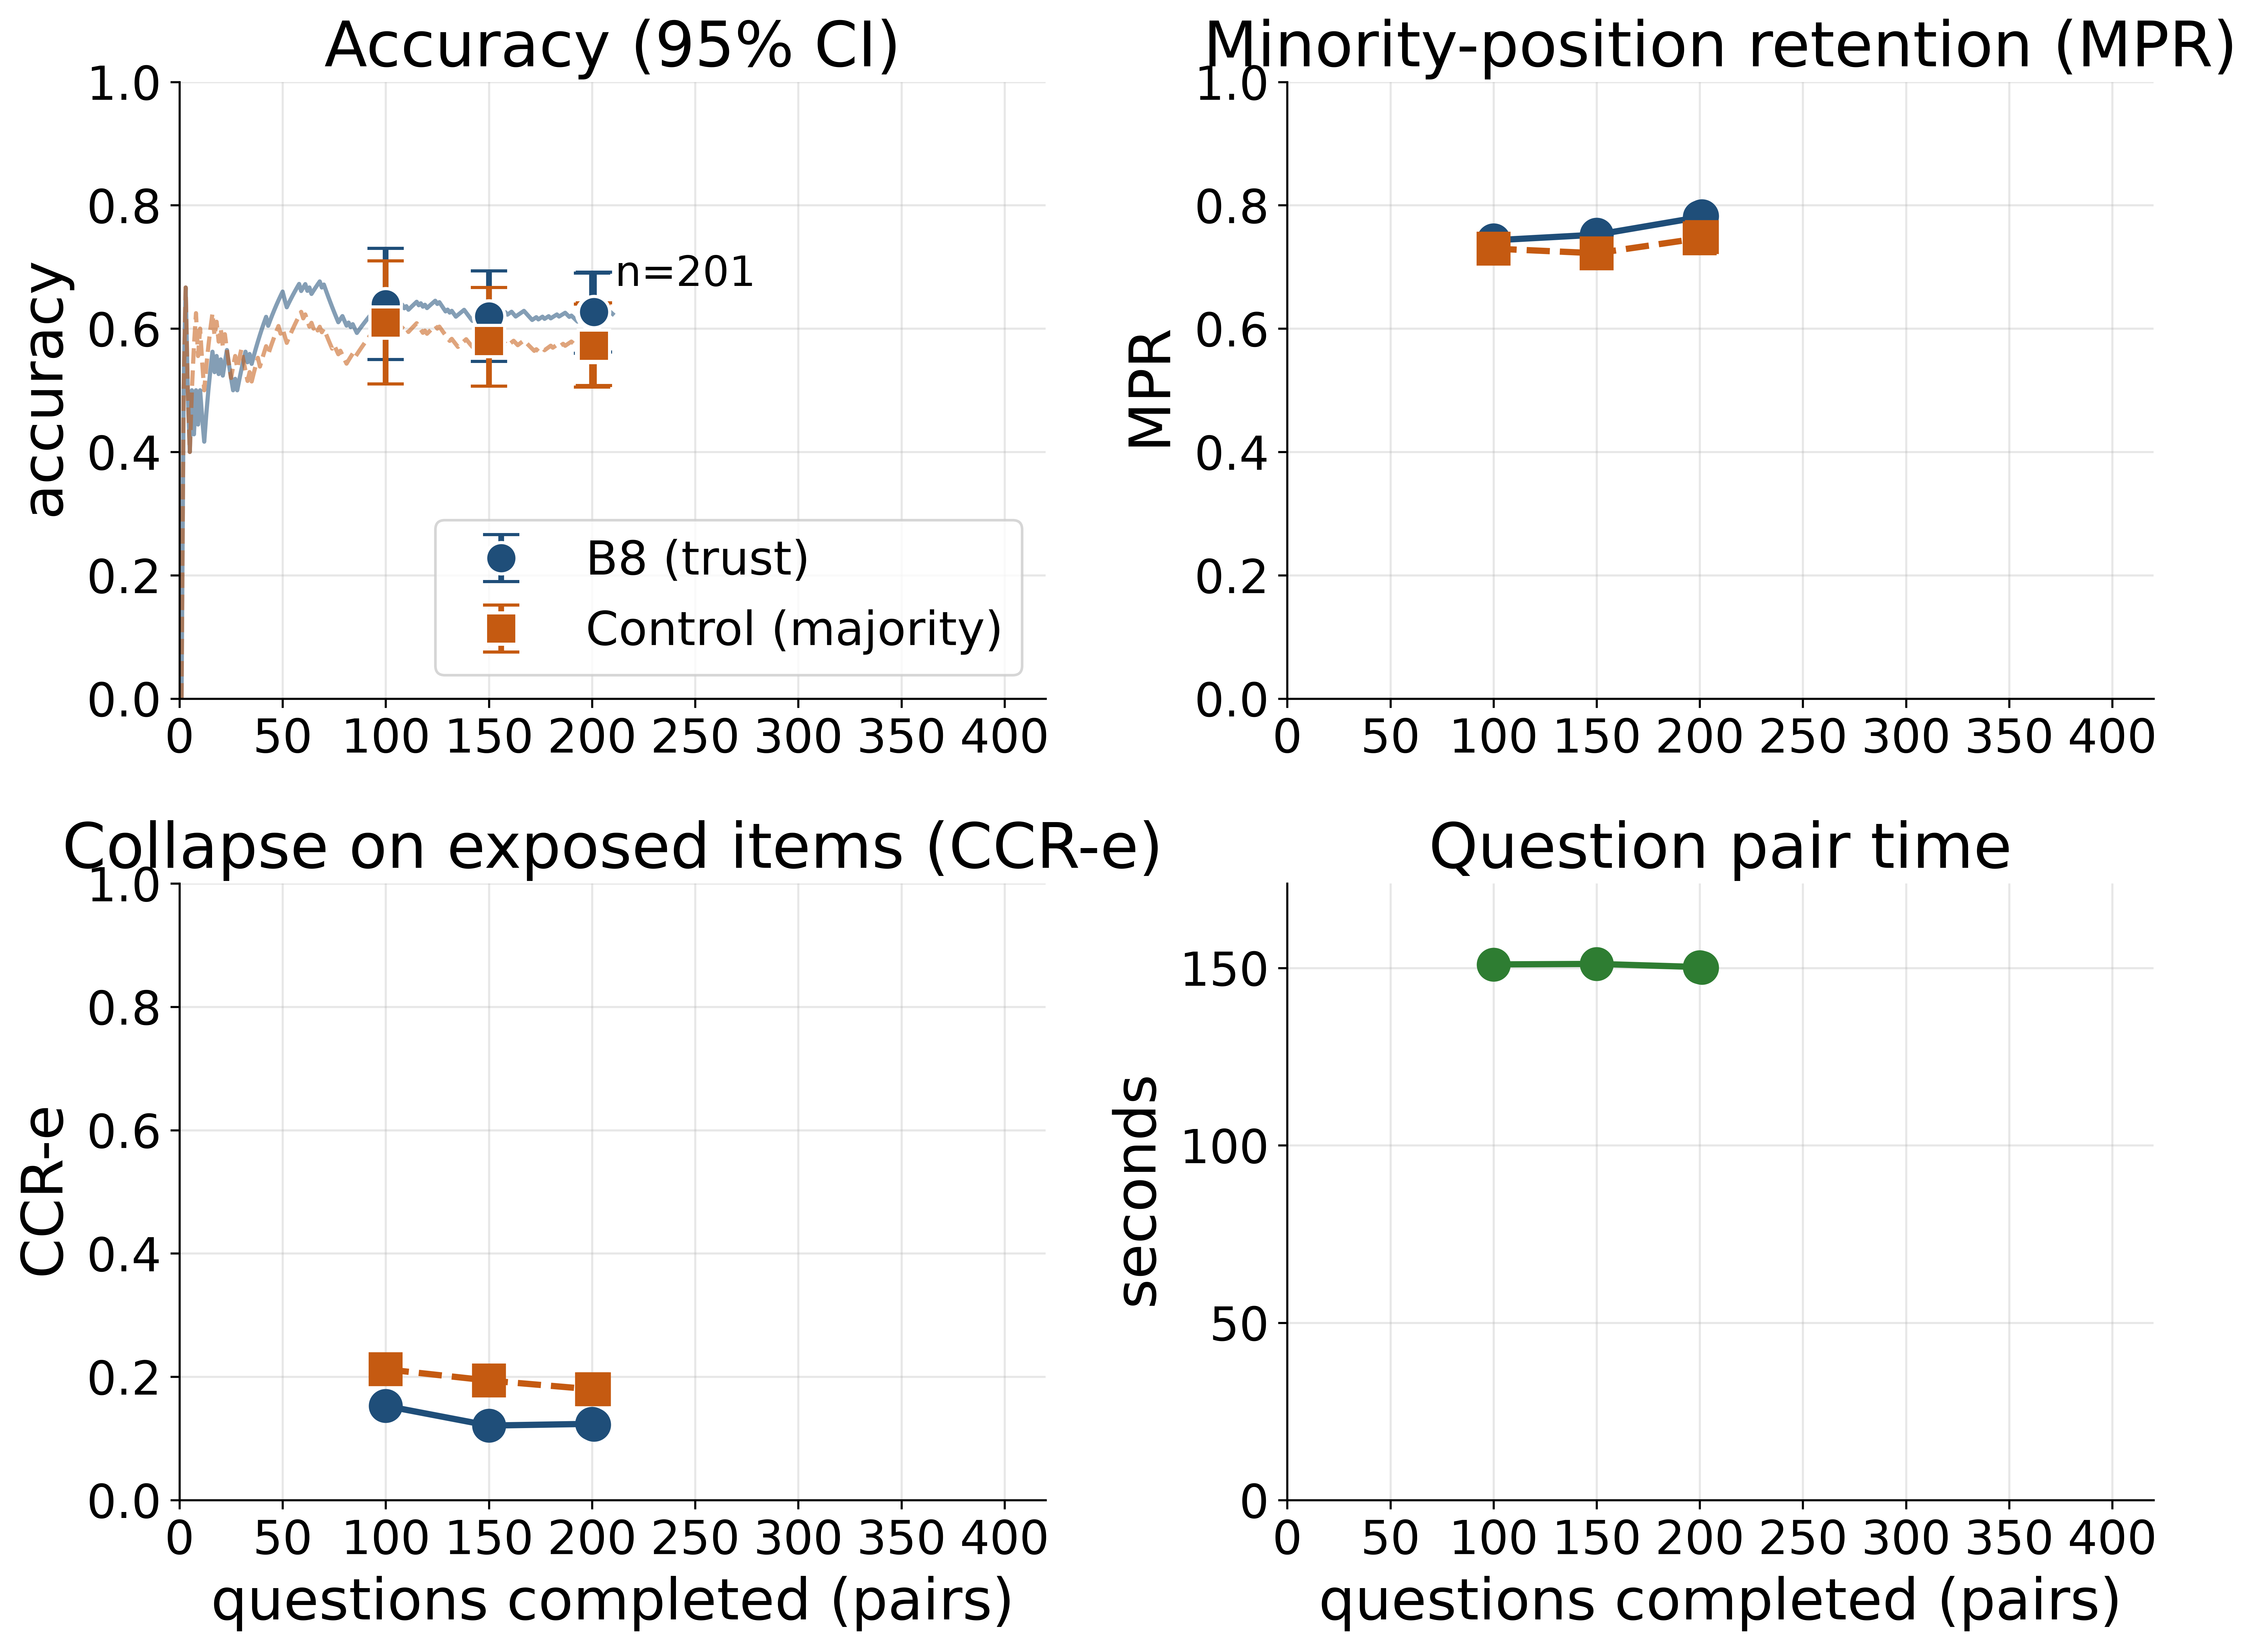 Accuracy (95% CI)
1.0
0.8
0.6
0.4
0.2
0.0
accuracy
n=201
B8 (trust)
Control (majority)
0 50 100 150 200 250 300 350 400
Minority-position retention (MPR)
1.0
0.8
0.6
0.4
0.2
0.0
MPR
0 50 100 150 200 250 300 350 400
Collapse on exposed items (CCR-e)
1.0
0.8
0.6
0.4
0.2
0.0
CCR-e
0 50 100 150 200 250 300 350 400
questions completed (pairs)
Question pair time
150
100
50
0
seconds
0 50 100 150 200 250 300 350 400
questions completed (pairs)